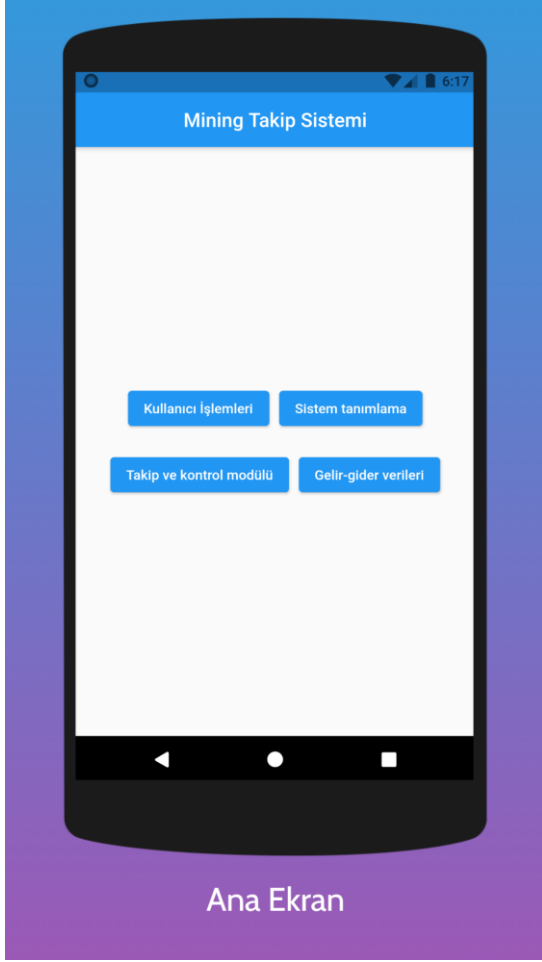 6:17
Mining Takip Sistemi
Kullanıcı İşlemleri Sistem tanımlama
Takip ve kontrol modülü Gelir-gider verileri
Ana Ekran